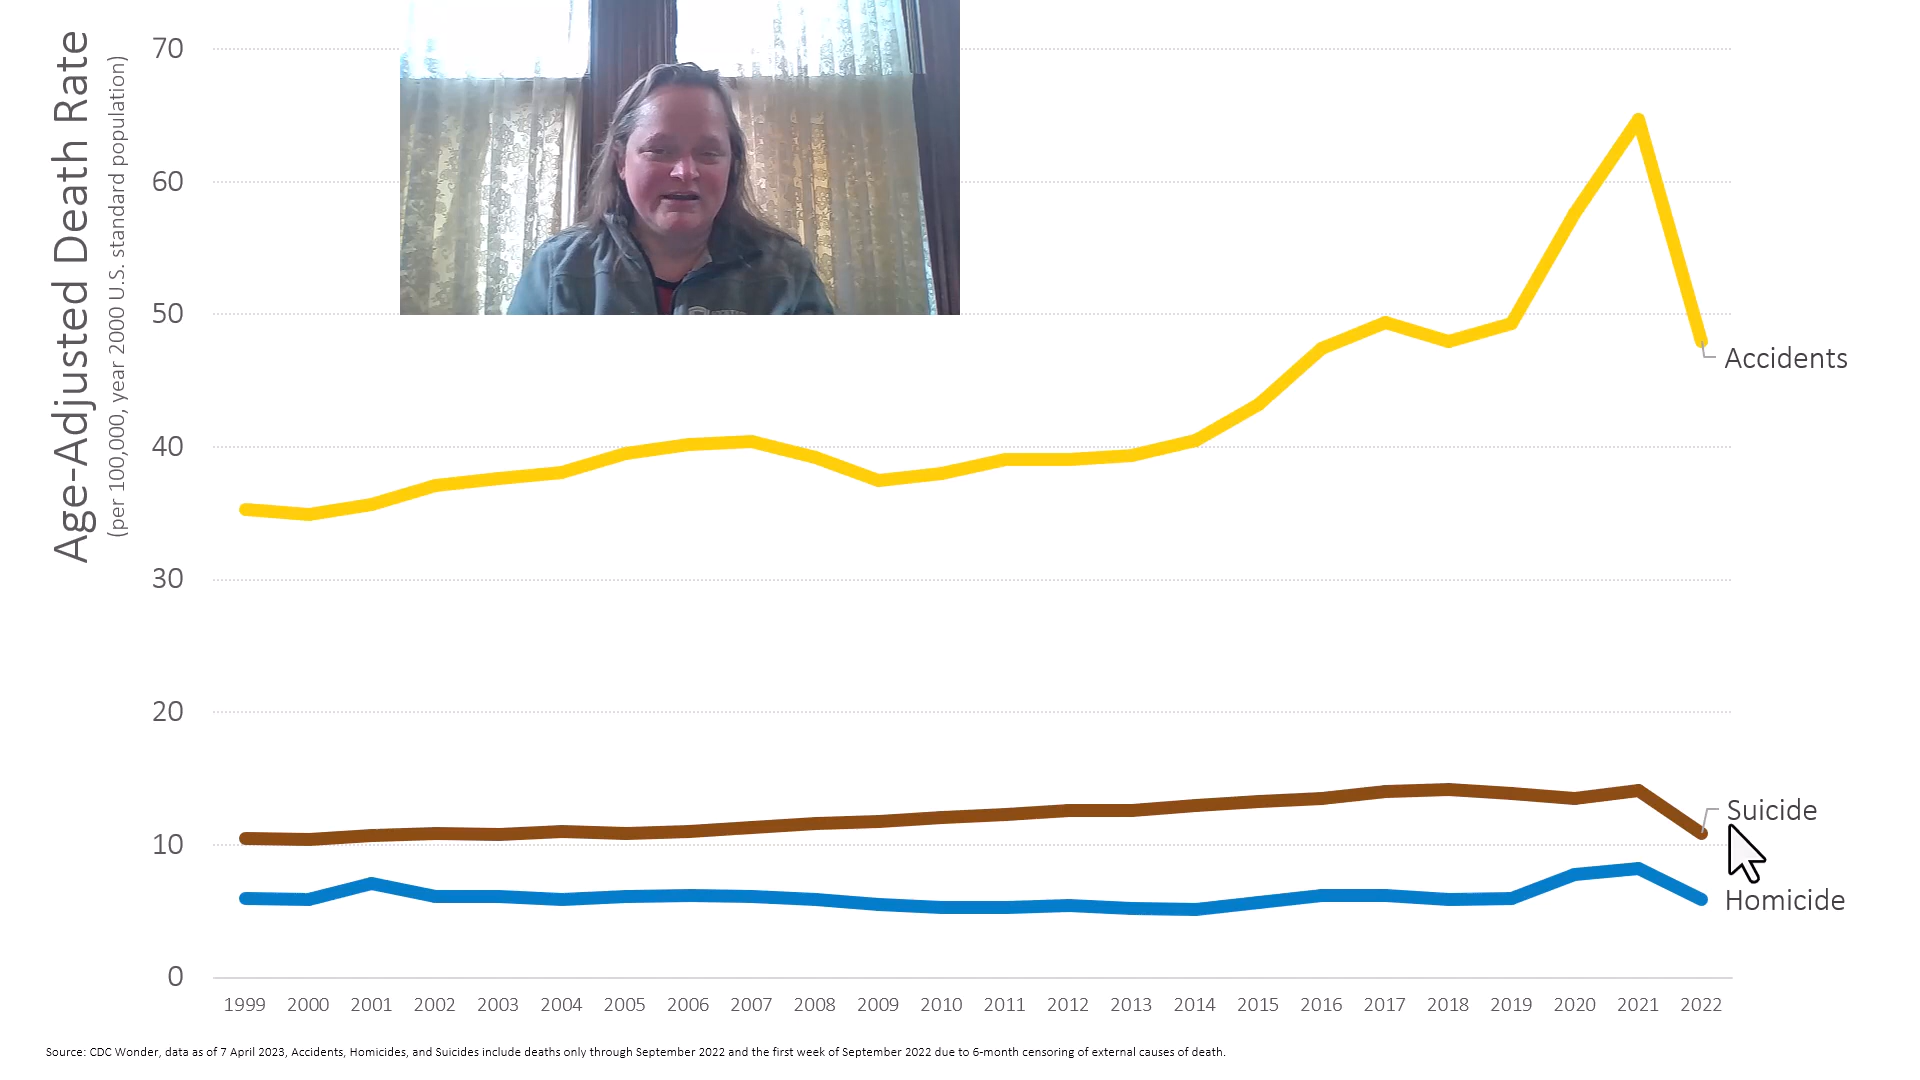 Age-Adjusted Death Rate
(per 100,000, year 2000 U.S. standard population)
70
60
50
40
30
20
10
0
Accidents
Suicide
Homicide
1999 2000 2001 2002 2003 2004 2005 2006 2007 2008 2009 2010 2011 2012 2013 2014 2015 2016 2017 2018 2019 2020 2021 2022
Source: CDC Wonder, data as of 7 April 2023, Accidents, Homicides, and Suicides include deaths only through September 2022 and the first week of September 2022 due to 6-month censoring of external causes of death.